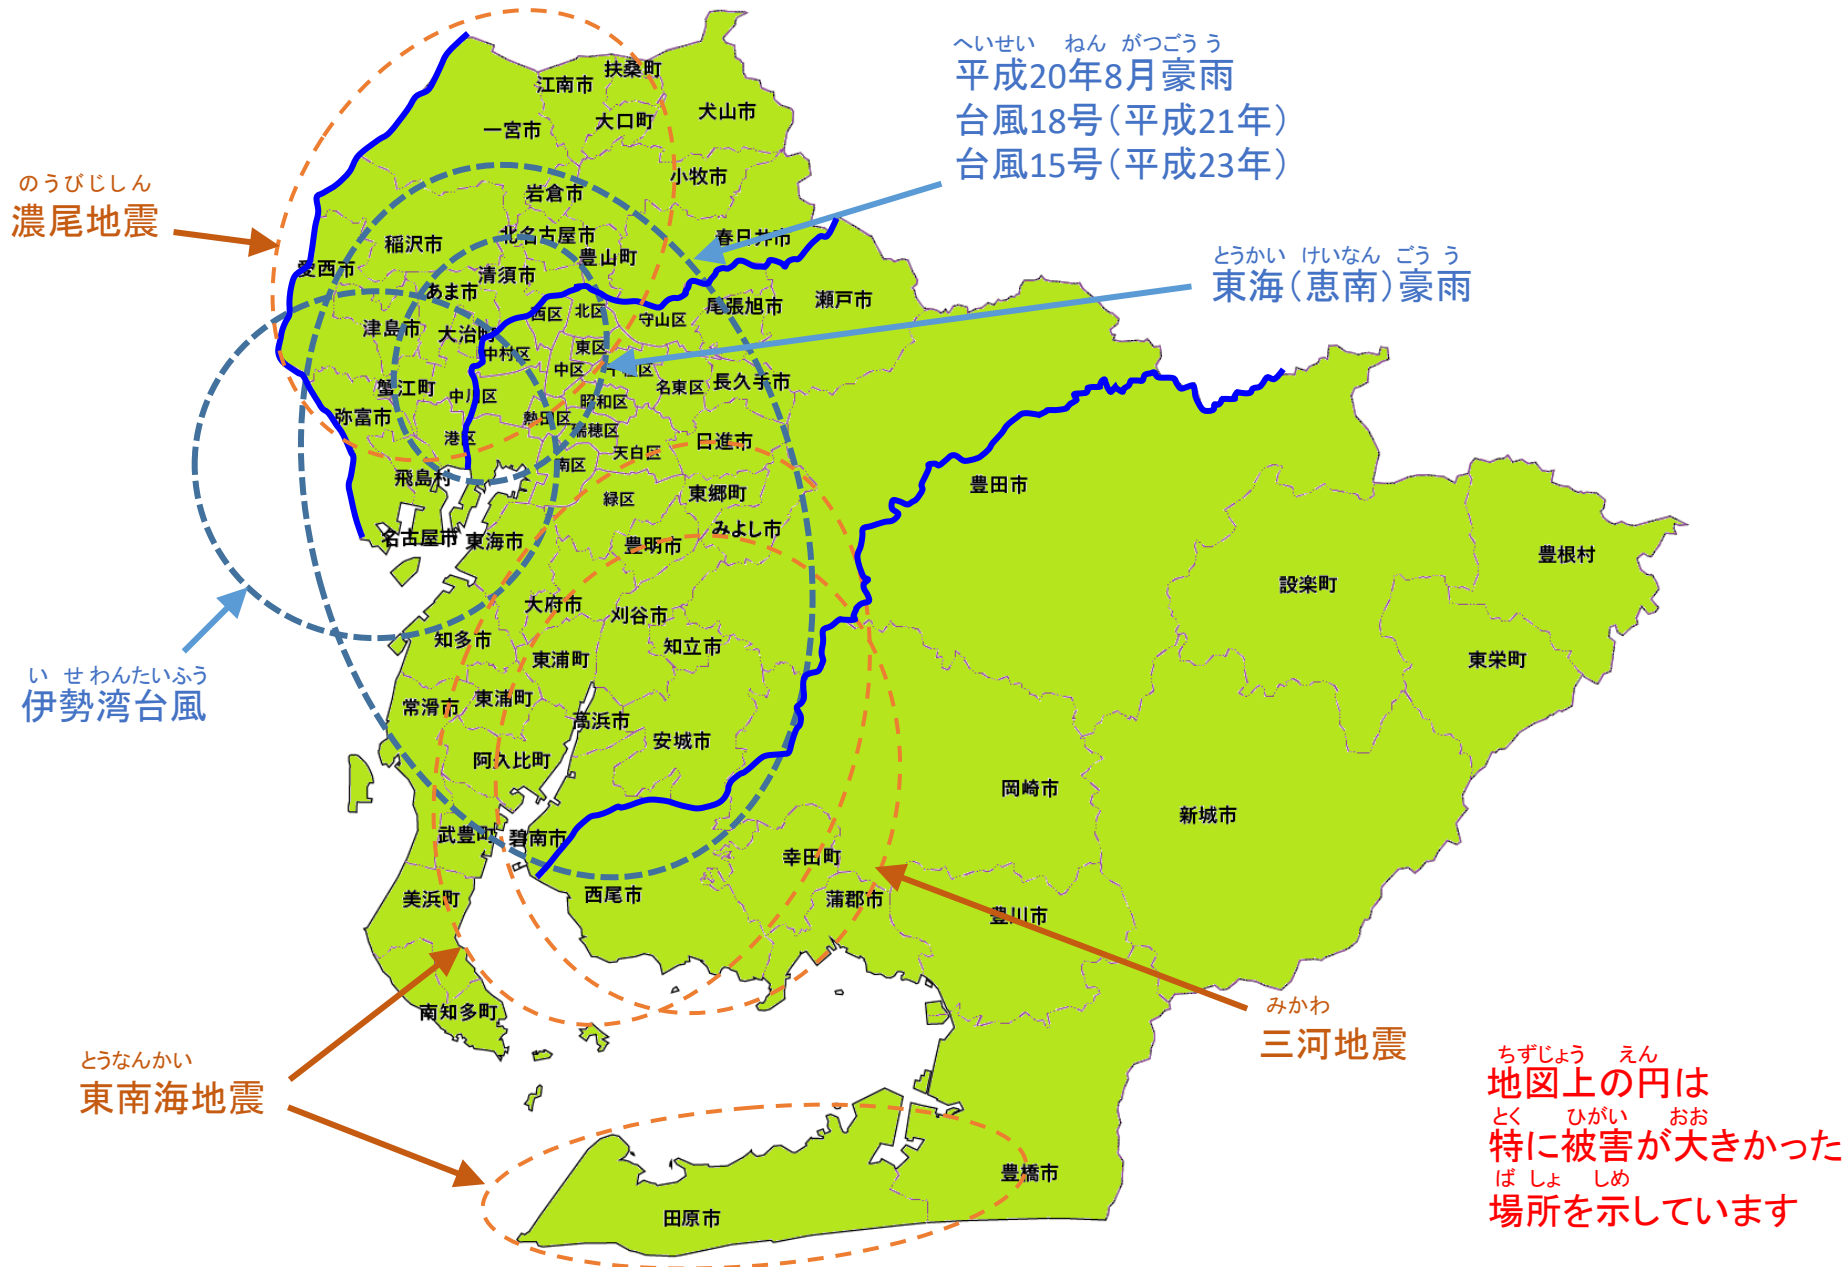 へいせい ねん がつごう う
平成20年8月豪雨
台風18号（平成21年）
台風15号（平成23年）
のうびじしん
濃尾地震
とうかい けいなん ごう う
東海（恵南）豪雨
い せ わんたいふう
伊勢湾台風
とうなんかい
東南海地震
みかわ
三河地震
ちずじょう えん
地図上の円は
とく ひがい おお
特に被害が大きかった
ば しょ しめ
場所を示しています
扶桑町
江南市
犬山市
大口町
一宮市
小牧市
岩倉市
稲沢市
北名古屋市
春日井市
豊山町
愛西市
清須市
あま市
瀬戸市
尾張旭市
西区
北区
守山区
津島市
大治町
東区
中村区
中区
名東区
長久手市
蟹江町
中川区
昭和区
弥富市
熱田区
瑞穂区
港区
日進市
天白区
南区
飛島村
緑区
東郷町
豊田市
みよし市
名古屋市
東海市
豊明市
豊根村
設楽町
大府市
刈谷市
知多市
知立市
東浦町
東栄町
常滑市
東浦町
高浜市
安城市
阿久比町
岡崎市
新城市
武豊町
碧南市
幸田町
美浜町
西尾市
蒲郡市
豊川市
南知多町
豊橋市
田原市